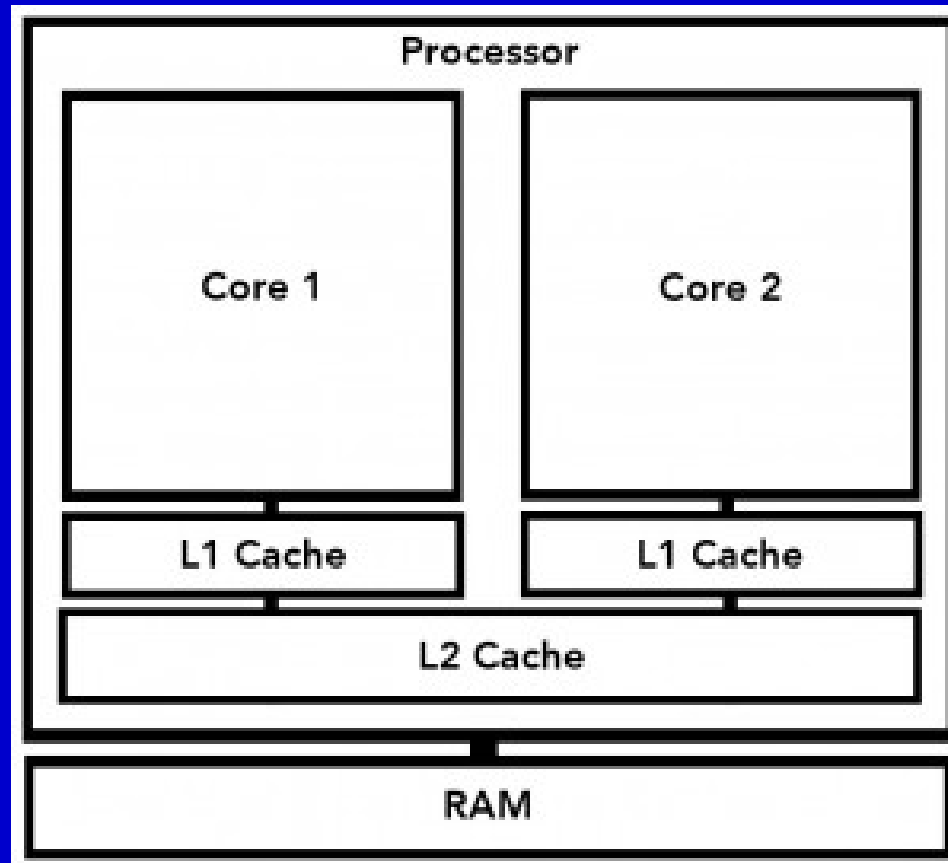 Processor
Core 1
Core 2
L1 Cache
L1 Cache
L2 Cache
RAM